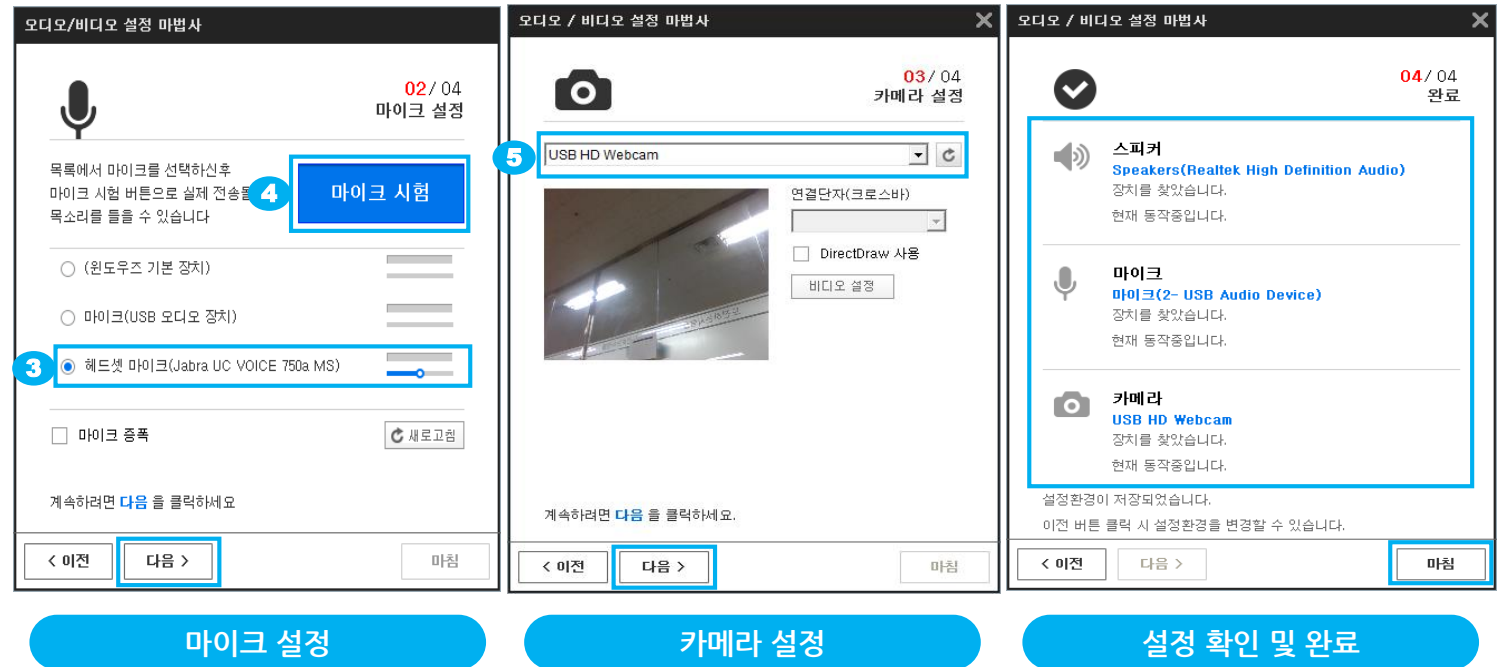 오디오/비디오 설정 마법사
02/ 04
마이크 설정
목록에서 마이크를 선택하신후
마이크 시험 버튼으로 실제 전송될
목소리를 들을 수 있습니다
4
마이크 시험
(윈도우즈 기본 장치)
마이크(USB 오디오 장치)
3
헤드셋 마이크(Jabra UC VOICE 750a MS)
마이크 증폭
새로고침
계속하려면 다음 을 클릭하세요
< 이전
다음 >
마침
마이크 설정
오디오 / 비디오 설정 마법사
03/ 04
카메라 설정
5
USB HD Webcam
연결단자(크로스바)
DirectDraw 사용
비디오 설정
계속하려면 다음 을 클릭하세요.
< 이전
다음 >
마침
카메라 설정
오디오 / 비디오 설정 마법사
04/ 04
완료
스피커
Speakers(Realtek High Definition Audio)
장치를 찾았습니다.
현재 동작중입니다.
마이크
마이크(2- USB Audio Device)
장치를 찾았습니다.
현재 동작중입니다.
카메라
USB HD Webcam
장치를 찾았습니다.
현재 동작중입니다.
설정환경이 저장되었습니다.
이전 버튼 클릭 시 설정환경을 변경할 수 있습니다.
< 이전
다음 >
마침
설정 확인 및 완료